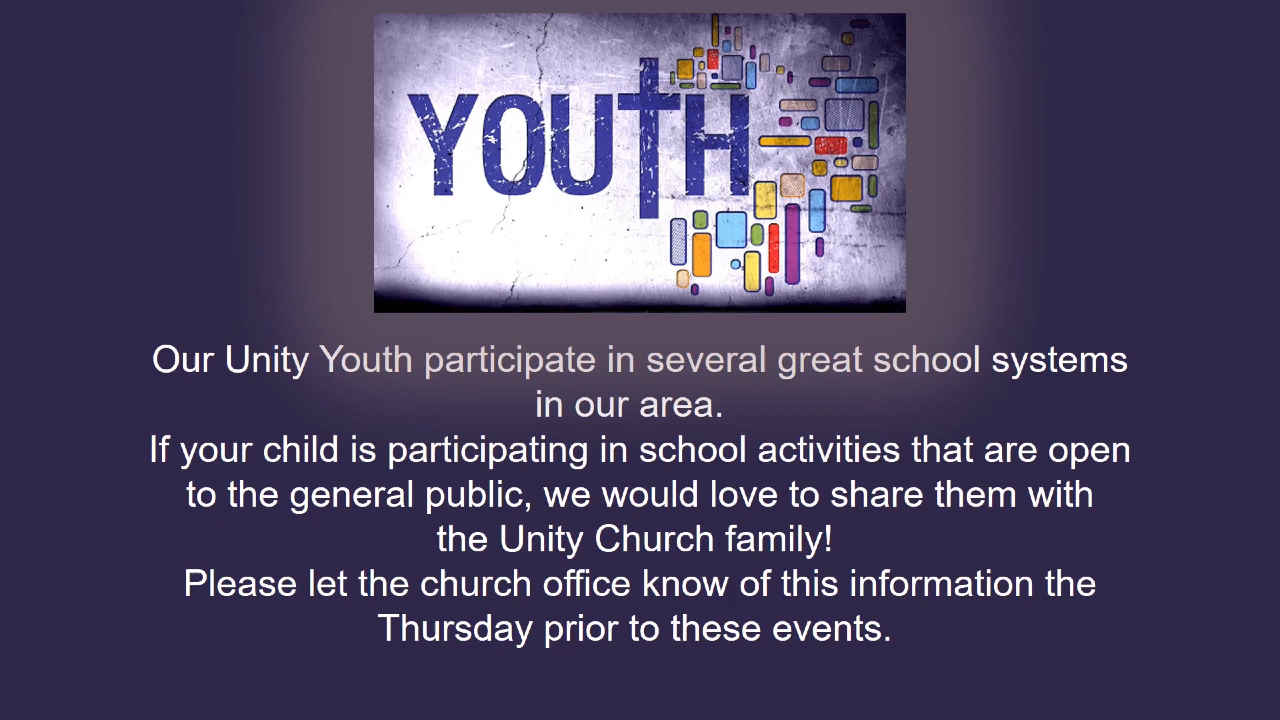 YOUTH
Our Unity Youth participate in several great school systems
in our area.
If your child is participating in school activities that are open
to the general public, we would love to share them with
the Unity Church family!
Please let the church office know of this information the
Thursday prior to these events.